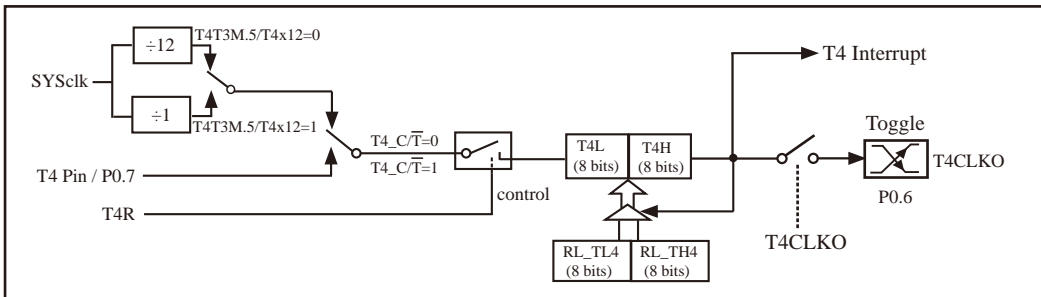 ÷12
T4T3M.5/T4x12=0
SYSclk
÷1
T4T3M.5/T4x12=1
T4 Pin / P0.7
T4R
T4_C/T̅=0
T4_C/T̅=1
control
T4L
(8 bits)
T4H
(8 bits)
RL_TL4
(8 bits)
RL_TH4
(8 bits)
T4 Interrupt
Toggle
T4CLKO
P0.6
T4CLKO